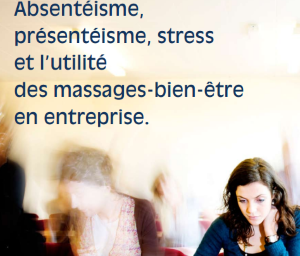 Absentéisme,
présentéisme, stress
et l'utilité
des massages-bien-être
en entreprise.